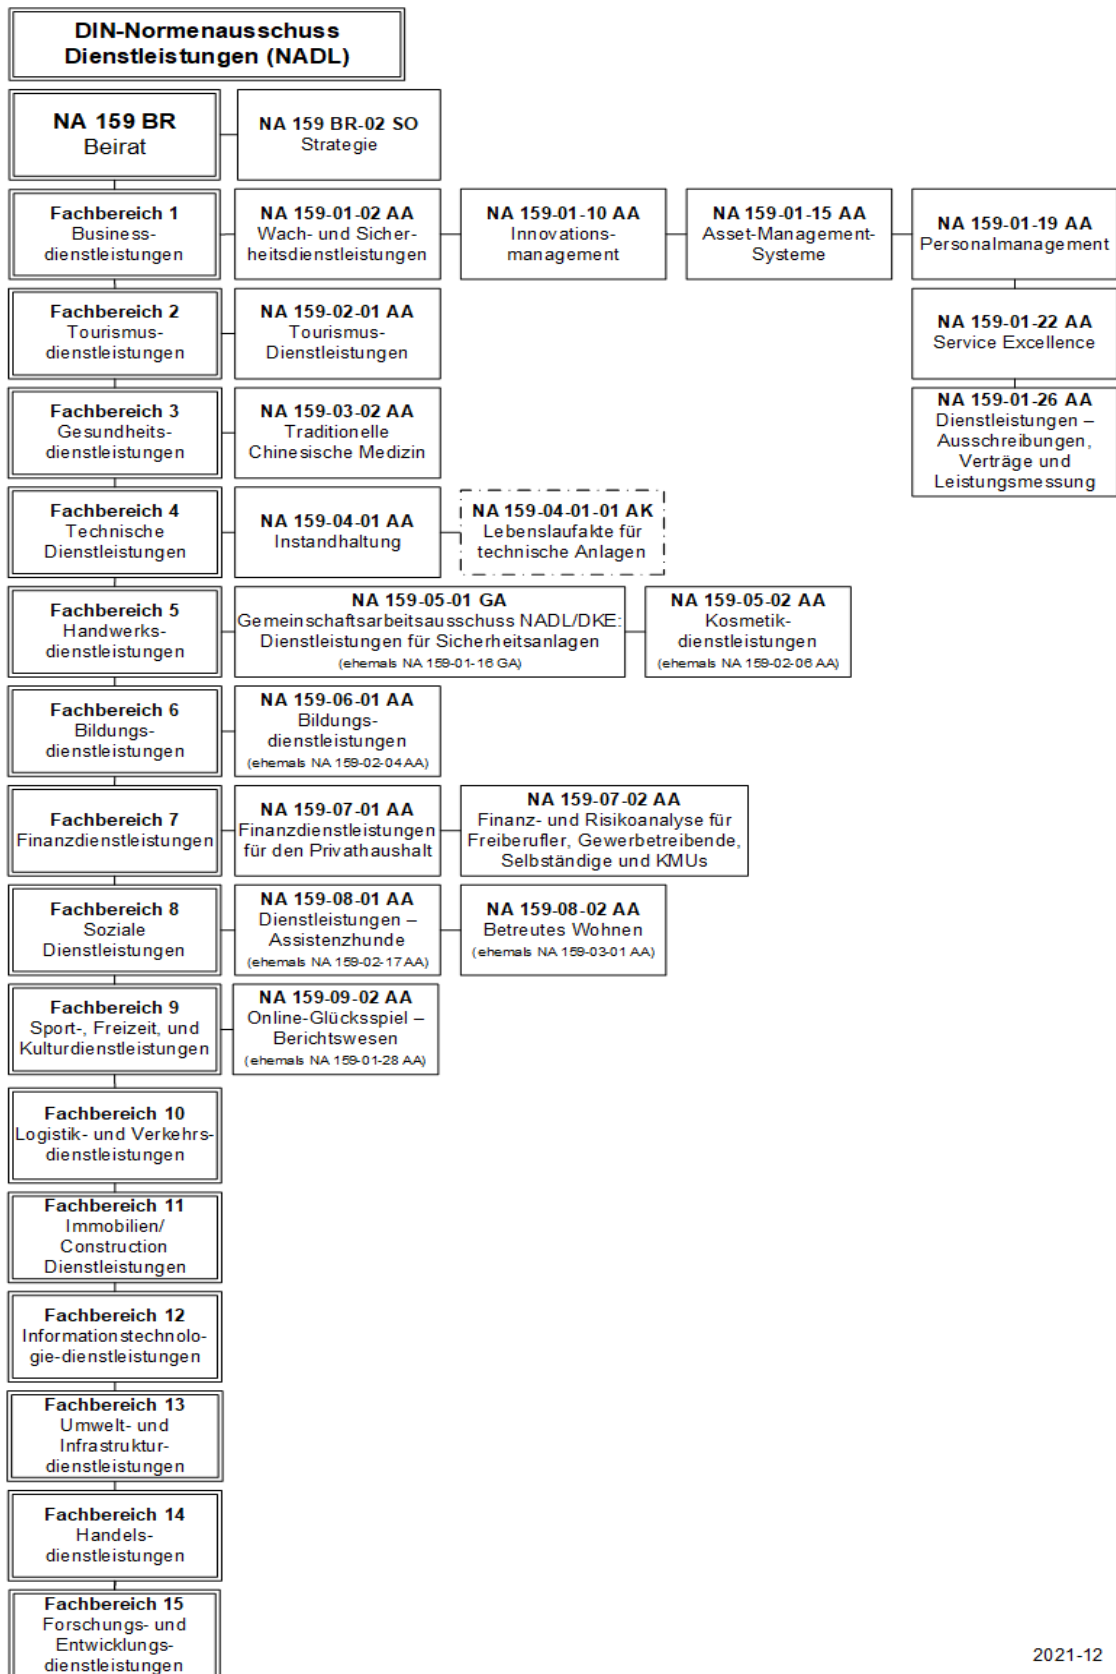 DIN-Normenausschuss
Dienstleistungen (NADL)
NA 159 BR
Beirat
NA 159 BR-02 SO
Strategie
Fachbereich 1
Business-
dienstleistungen
NA 159-01-02 AA
Wach- und Sicher-
heitsdienstleistungen
NA 159-01-10 AA
Innovations-
management
NA 159-01-15 AA
Asset-Management-
Systeme
NA 159-01-19 AA
Personalmanagement
NA 159-01-22 AA
Service Excellence
NA 159-01-26 AA
Dienstleistungen –
Ausschreibungen,
Verträge und
Leistungsmessung
Fachbereich 2
Tourismus-
dienstleistungen
NA 159-02-01 AA
Tourismus-
Dienstleistungen
Fachbereich 3
Gesundheits-
dienstleistungen
NA 159-03-02 AA
Traditionelle
Chinesische Medizin
Fachbereich 4
Technische
Dienstleistungen
NA 159-04-01 AA
Instandhaltung
NA 159-04-01-01 AK
Lebenslaufakte für
technische Anlagen
Fachbereich 5
Handwerks-
dienstleistungen
NA 159-05-01 GA
Gemeinschaftsarbeitsausschuss NADL/DKE:
Dienstleistungen für Sicherheitsanlagen
(ehemals NA 159-01-16 GA)
NA 159-05-02 AA
Kosmetik-
dienstleistungen
(ehemals NA 159-02-06 AA)
Fachbereich 6
Bildungs-
dienstleistungen
NA 159-06-01 AA
Bildungs-
dienstleistungen
(ehemals NA 159-02-04 AA)
Fachbereich 7
Finanzdienstleistungen
NA 159-07-01 AA
Finanzdienstleistungen
für den Privathaushalt
NA 159-07-02 AA
Finanz- und Risikoanalyse für
Freiberufler, Gewerbetreibende,
Selbständige und KMUs
Fachbereich 8
Soziale
Dienstleistungen
NA 159-08-01 AA
Dienstleistungen –
Assistenzhunde
(ehemals NA 159-02-17 AA)
NA 159-08-02 AA
Betreutes Wohnen
(ehemals NA 159-03-01 AA)
Fachbereich 9
Sport-, Freizeit, und
Kulturdienstleistungen
NA 159-09-02 AA
Online-Glücksspiel –
Berichtswesen
(ehemals NA 159-01-28 AA)
Fachbereich 10
Logistik- und Verkehrs-
dienstleistungen
Fachbereich 11
Immobilien/
Construction
Dienstleistungen
Fachbereich 12
Informationstechnolo-
gie-dienstleistungen
Fachbereich 13
Umwelt- und
Infrastruktur-
dienstleistungen
Fachbereich 14
Handels-
dienstleistungen
Fachbereich 15
Forschungs- und
Entwicklungs-
dienstleistungen
2021-12